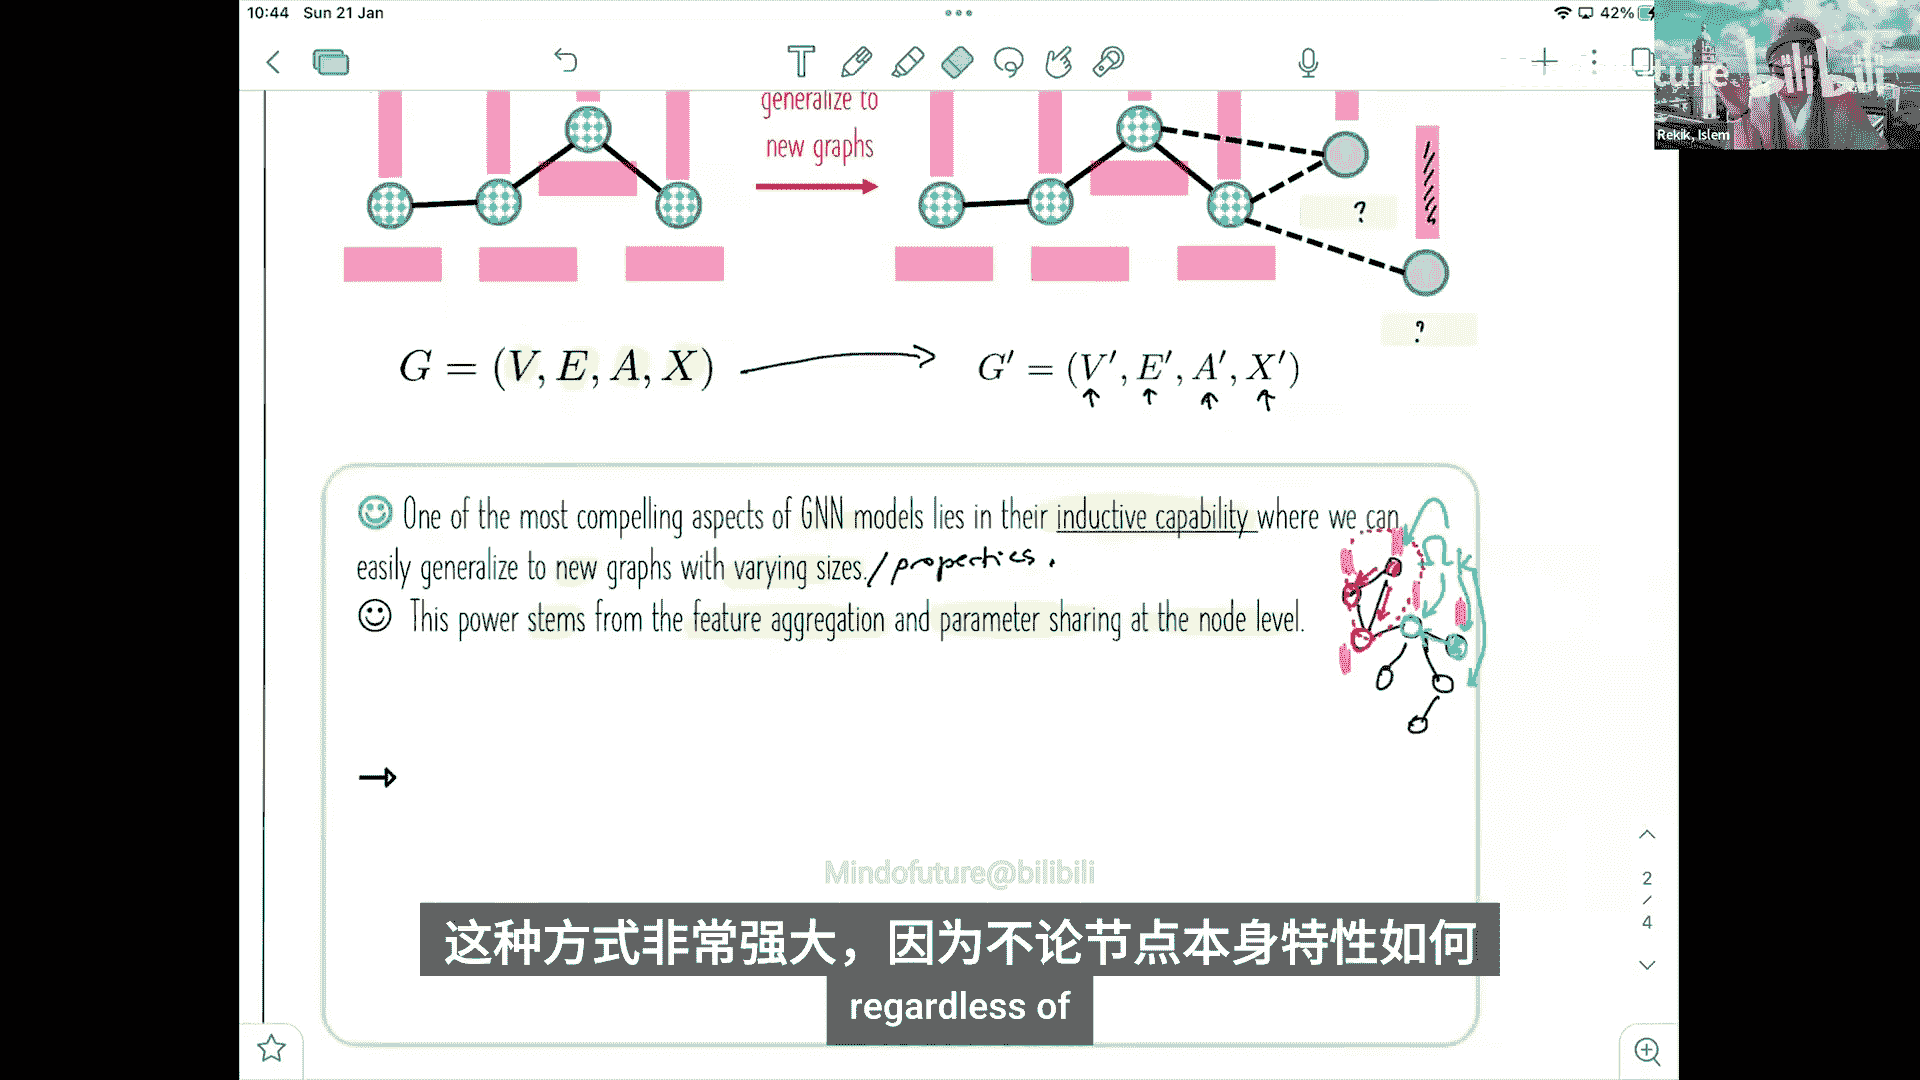 10:44 Sun 21 Jan
42%
bilibili
Rekik, Islem
generalize to
new graphs
?
?
G = (V, E, A, X)
G′ = (V′, E′, A′, X′)
One of the most compelling aspects of GNN models lies in their inductive capability where we can
easily generalize to new graphs with varying sizes./properties.
This power stems from the feature aggregation and parameter sharing at the node level.
Ω K
→
2
/
4
Mindofuture@bilibili
这种方式非常强大，因为不论节点本身特性如何
regardless of